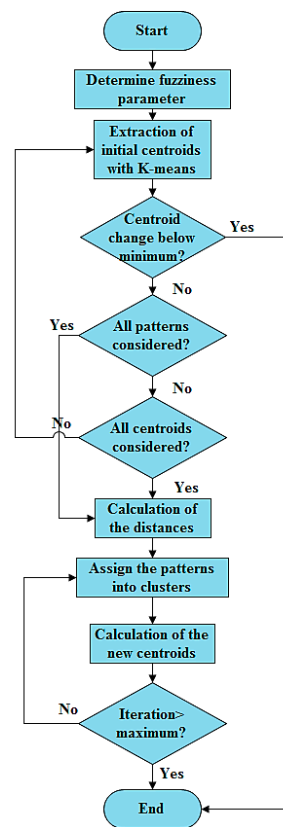 Start
Determine fuzziness
parameter
Extraction of
initial centroids
with K-means
Centroid
change below
minimum?
Yes
No
Yes
All patterns
considered?
No
No
All centroids
considered?
Yes
Calculation of
the distances
Assign the patterns
into clusters
Calculation of the
new centroids
No
Iteration>
maximum?
Yes
End